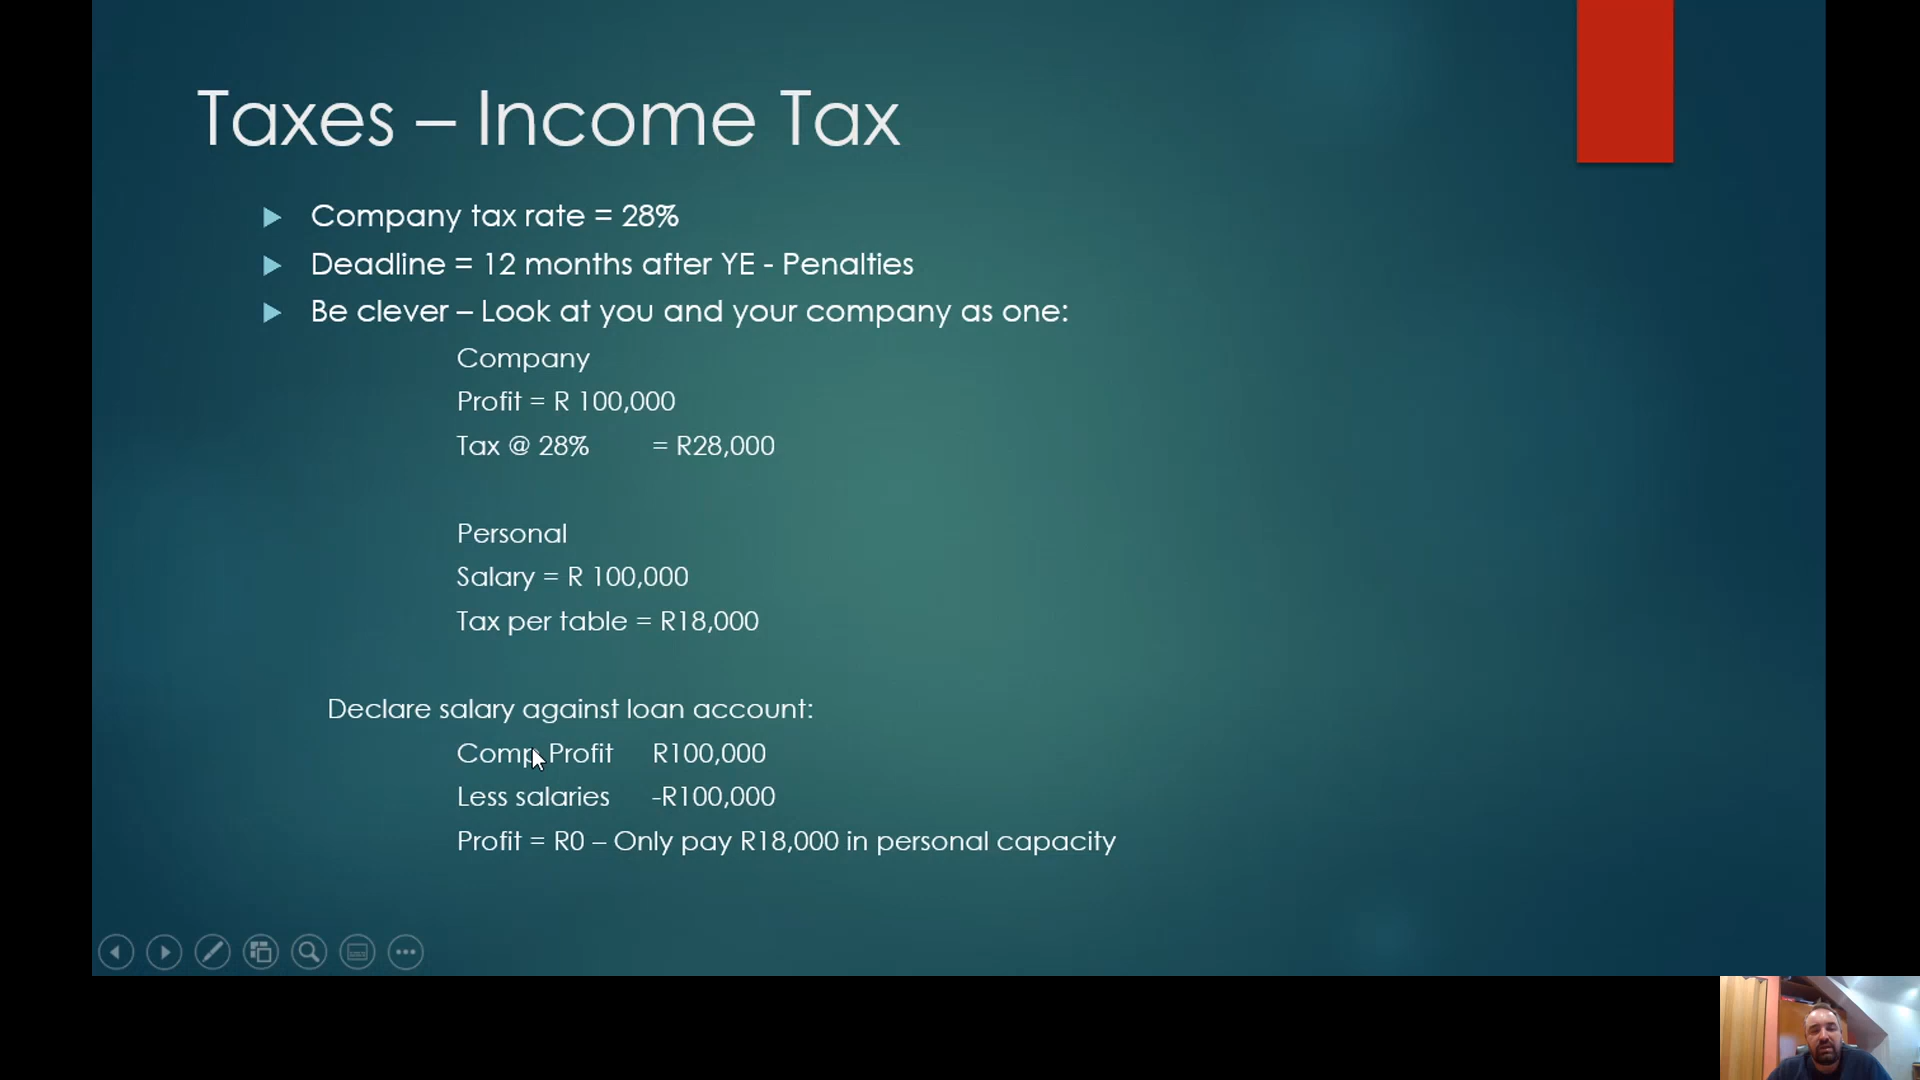 Taxes – Income Tax
Company tax rate = 28%
Deadline = 12 months after YE - Penalties
Be clever – Look at you and your company as one:
Company
Profit = R 100,000
Tax @ 28% = R28,000
Personal
Salary = R 100,000
Tax per table = R18,000
Declare salary against loan account:
Comp Profit R100,000
Less salaries -R100,000
Profit = R0 – Only pay R18,000 in personal capacity